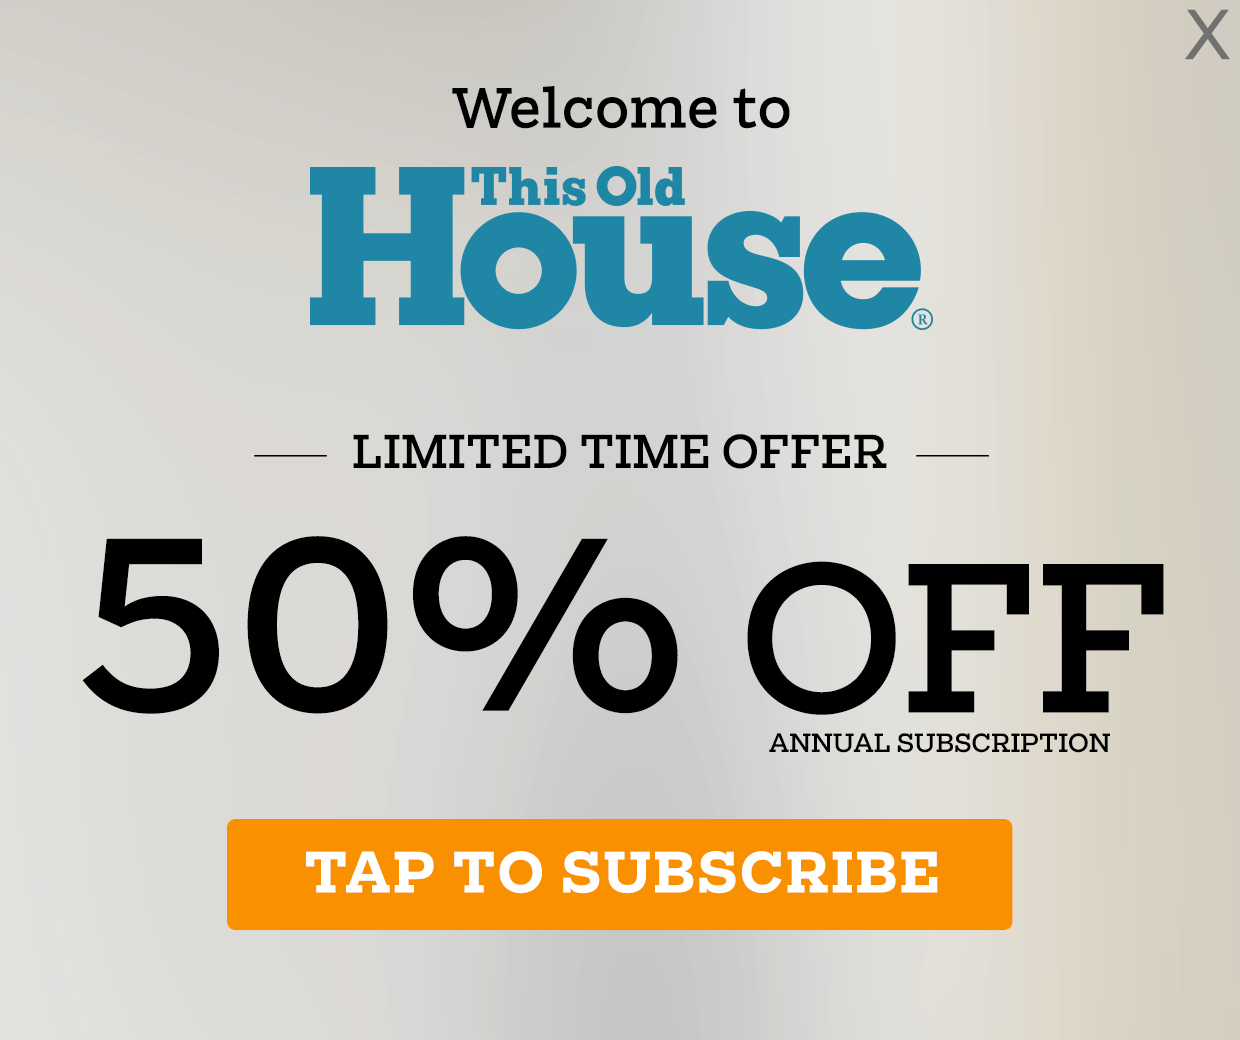 X
Welcome to
This Old
House®
LIMITED TIME OFFER
50% OFF
ANNUAL SUBSCRIPTION
TAP TO SUBSCRIBE